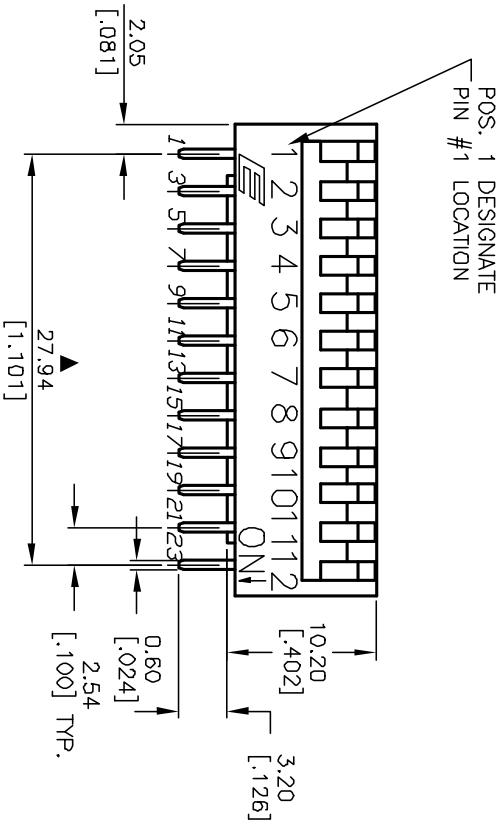 POS. 1 DESIGNATE
PIN #1 LOCATION
1 2 3 4 5 6 7 8 9 10 11 12
E
ON
1 3 5 7 9 11 13 15 17 19 21 23
2.05
[.081]
27.94
[1.101]
10.20
[.402]
3.20
[.126]
0.60
[.024]
2.54
[.100] TYP.